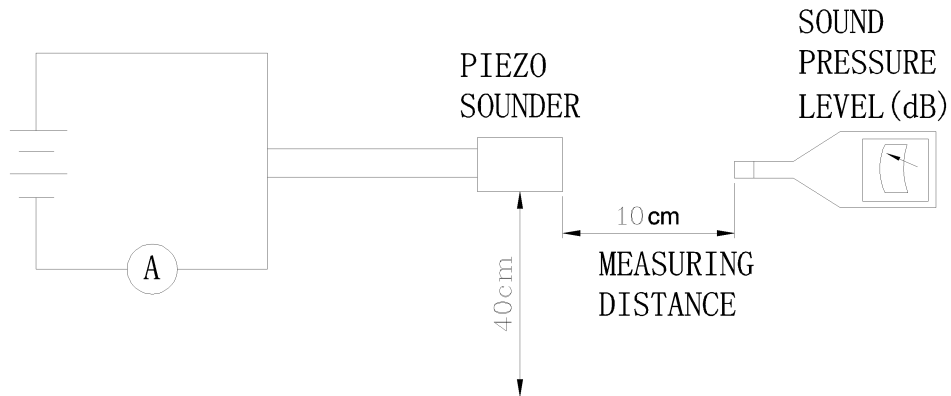 SOUND
PRESSURE
LEVEL(dB)
PIEZO
SOUNDER
10cm
MEASURING
DISTANCE
40cm
A